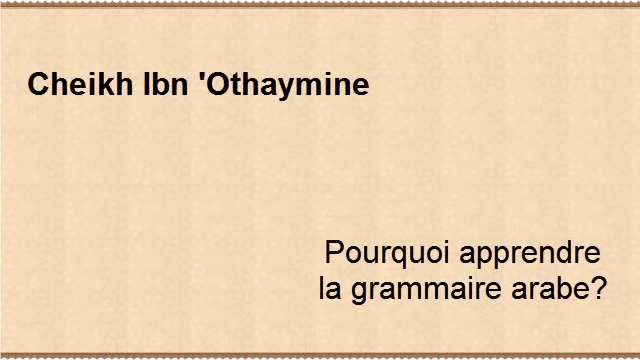 Cheikh Ibn 'Othaymine
Pourquoi apprendre
la grammaire arabe?